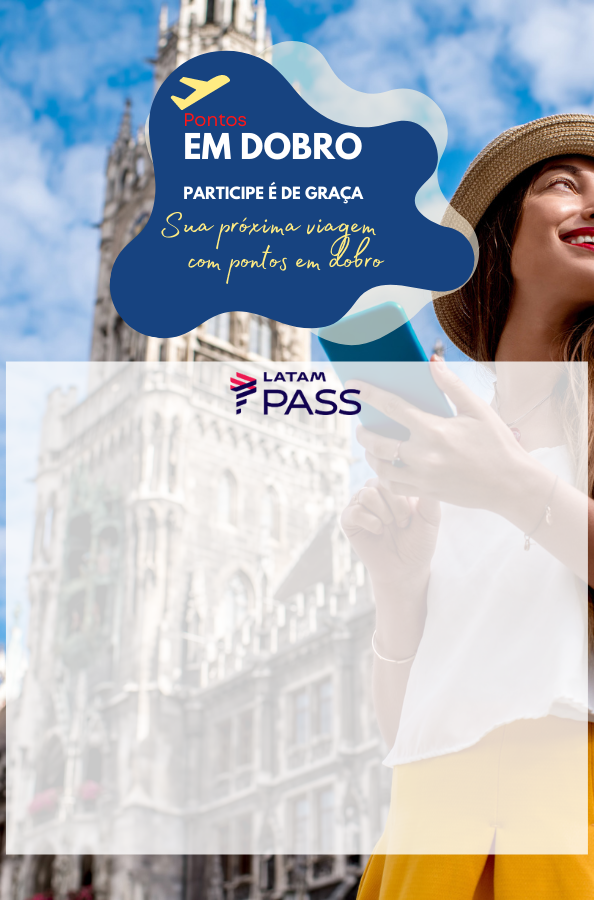 Pontos
EM DOBRO
PARTICIPE É DE GRAÇA
Sua próxima viagem
com pontos em dobro
LATAM
PASS